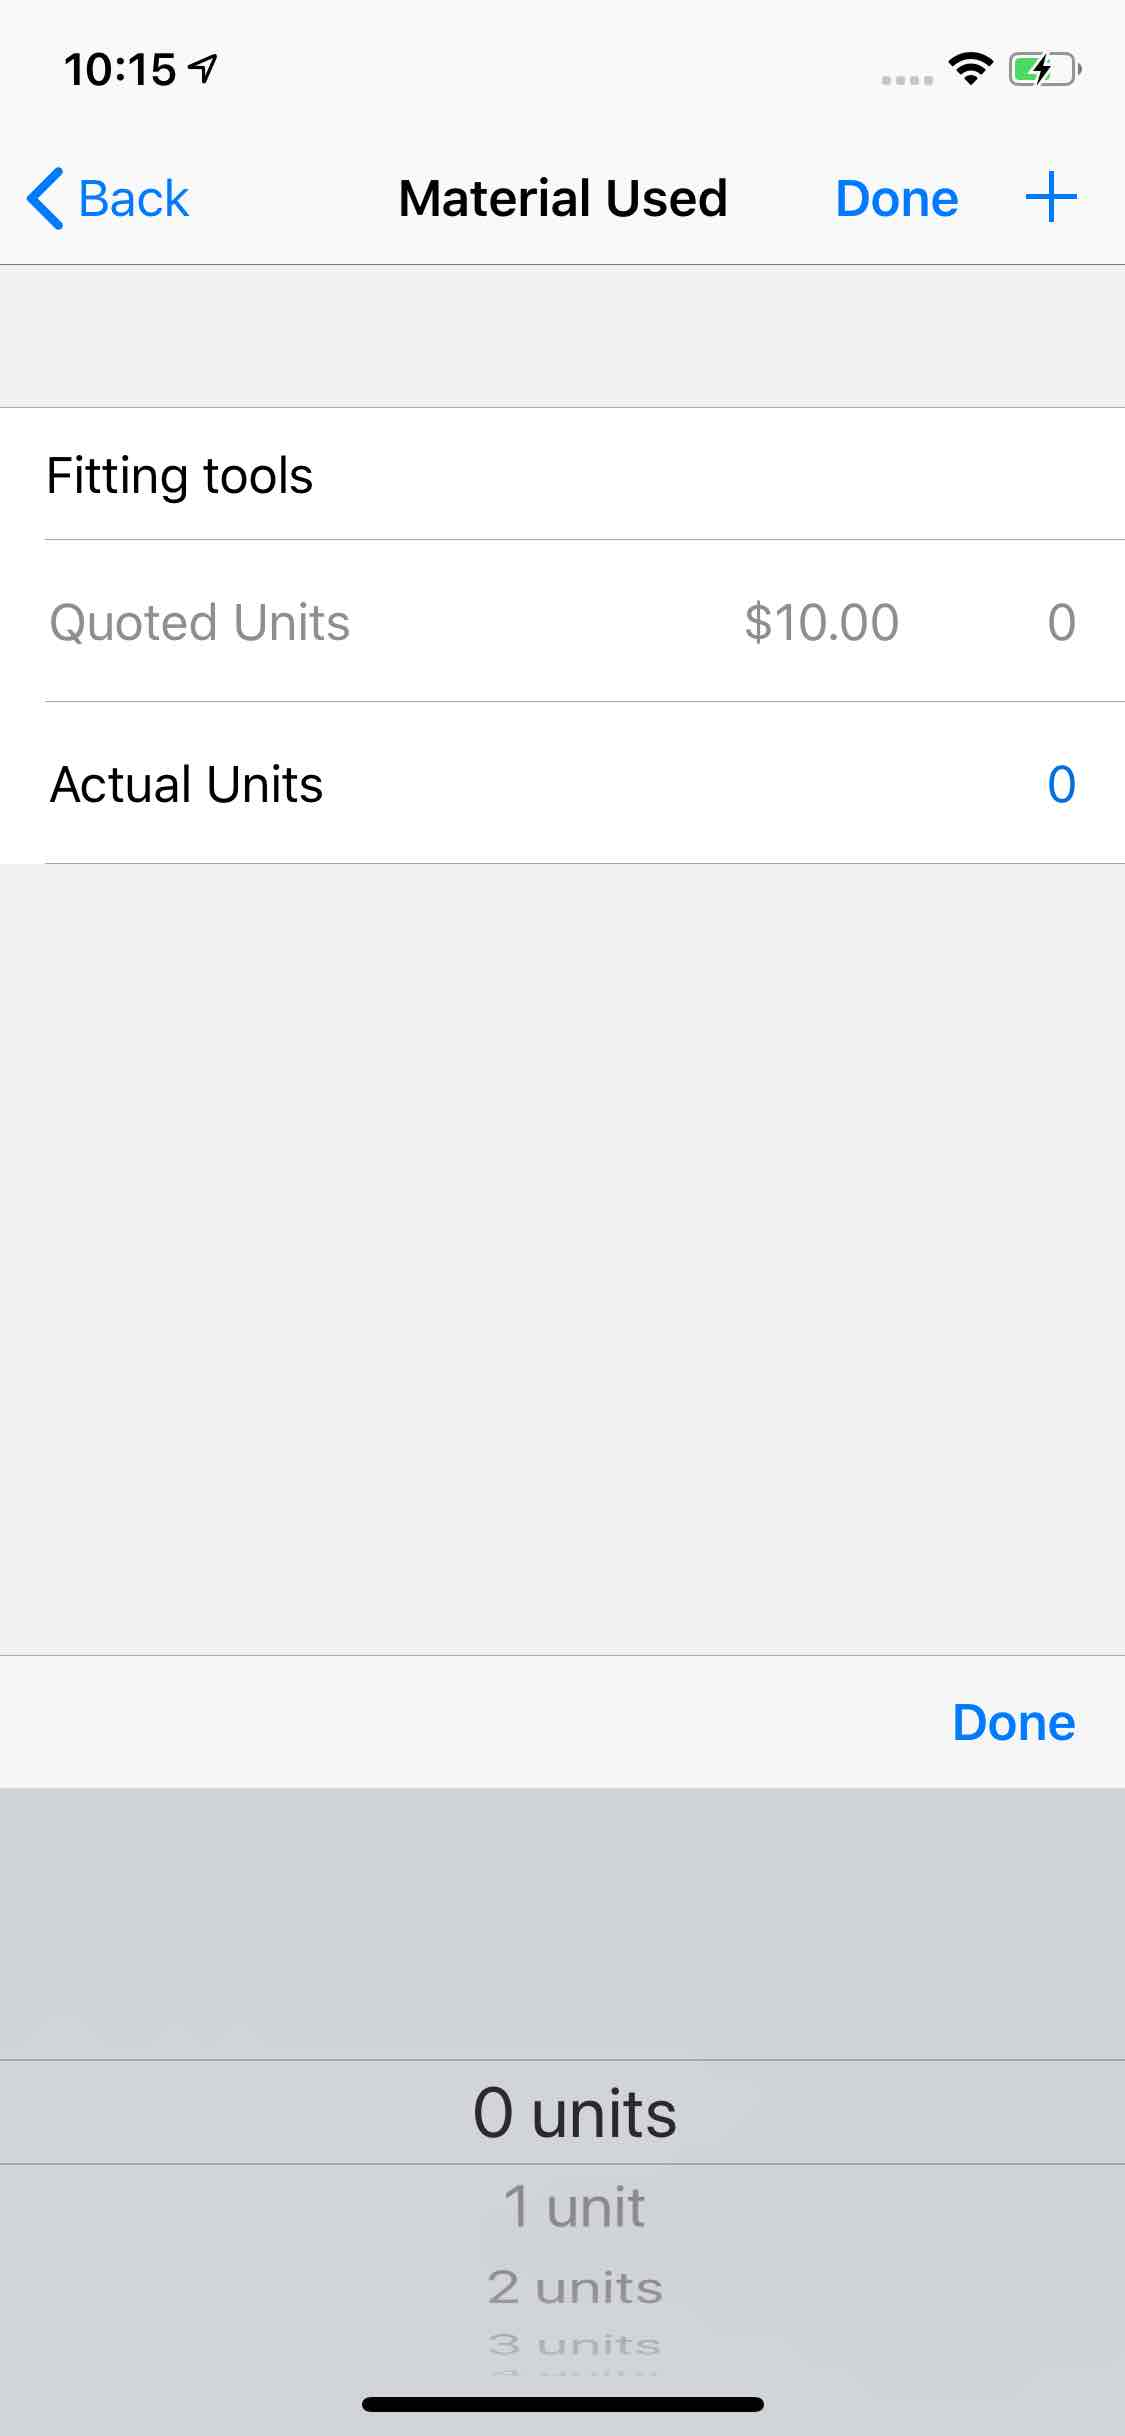 10:15
Back Material Used Done +
Fitting tools
Quoted Units $10.00 0
Actual Units 0
Done
0 units
1 unit
2 units
3 units